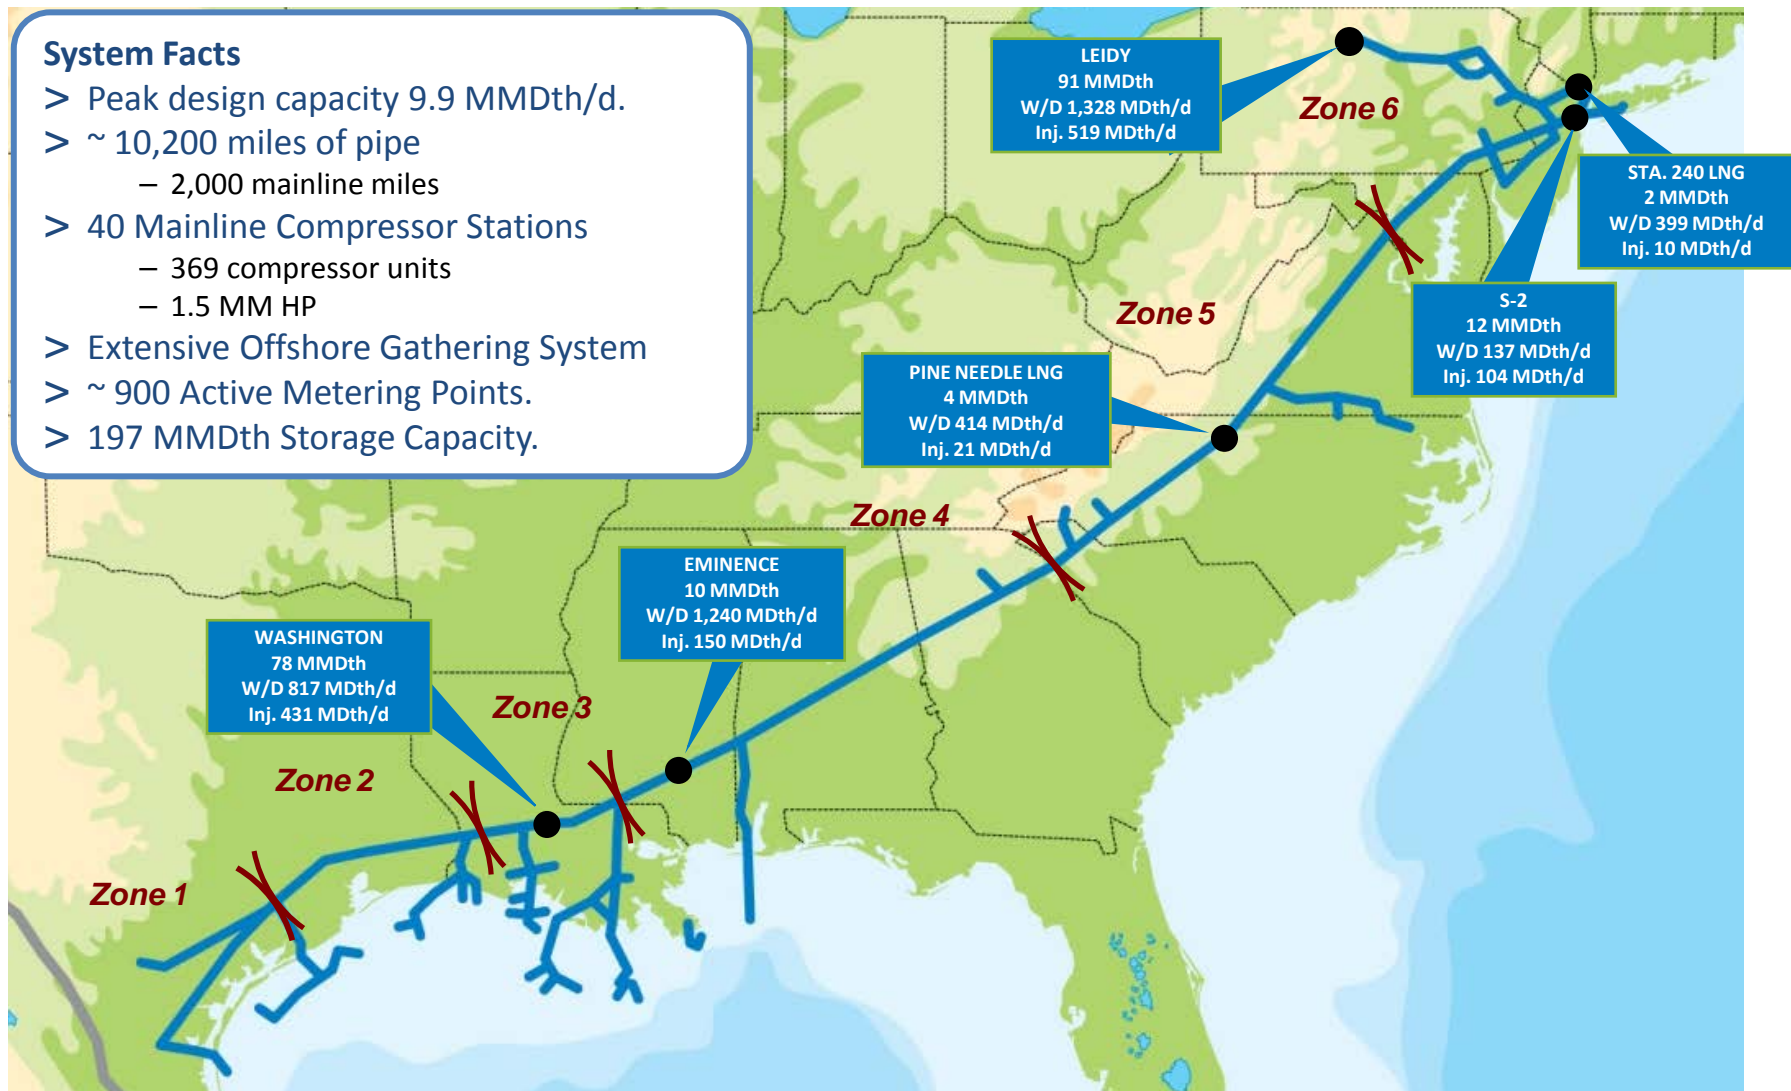 System Facts
> Peak design capacity 9.9 MMDth/d.
> ~ 10,200 miles of pipe
– 2,000 mainline miles
> 40 Mainline Compressor Stations
– 369 compressor units
– 1.5 MM HP
> Extensive Offshore Gathering System
> ~ 900 Active Metering Points.
> 197 MMDth Storage Capacity.
LEIDY
91 MMDth
W/D 1,328 MDth/d
Inj. 519 MDth/d
Zone 6
STA. 240 LNG
2 MMDth
W/D 399 MDth/d
Inj. 10 MDth/d
S-2
12 MMDth
W/D 137 MDth/d
Inj. 104 MDth/d
Zone 5
PINE NEEDLE LNG
4 MMDth
W/D 414 MDth/d
Inj. 21 MDth/d
Zone 4
EMINENCE
10 MMDth
W/D 1,240 MDth/d
Inj. 150 MDth/d
WASHINGTON
78 MMDth
W/D 817 MDth/d
Inj. 431 MDth/d
Zone 3
Zone 2
Zone 1